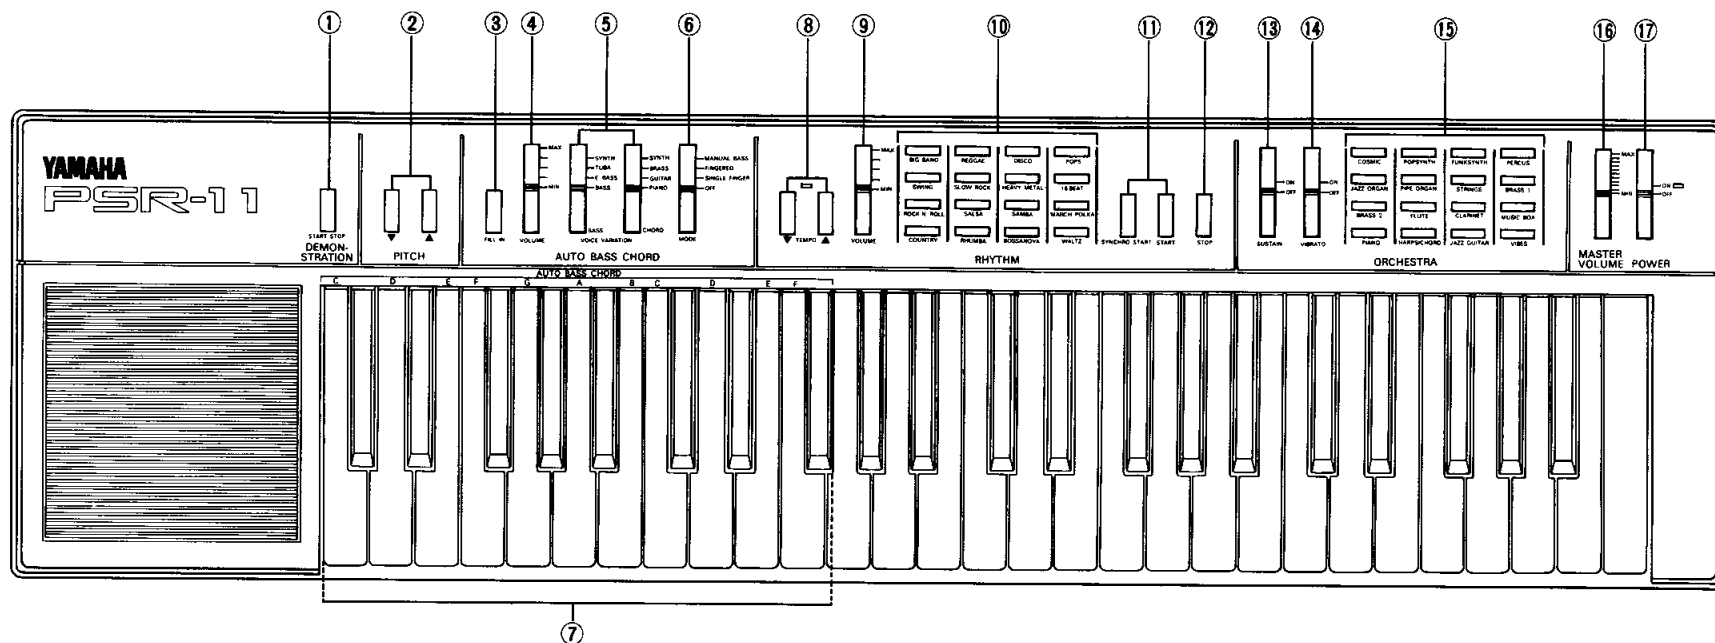 ① ② ③ ④ ⑤ ⑥ ⑧ ⑨ ⑩ ⑪ ⑫ ⑬ ⑭ ⑮ ⑯ ⑰
YAMAHA
PSR-11
START STOP
DEMON-
STRATION
▼ ▲
PITCH
FILL IN
MAX
MIN
VOLUME
SYNTH
TUBA
E BASS
BASS
BASS
SYNTH
BRASS
GUITAR
PIANO
CHORD
VOICE VARIATION
MANUAL BASS
FINGERED
SINGLE FINGER
OFF
MODE
AUTO BASS CHORD
▼ TEMPO ▲
MAX
MIN
VOLUME
BIG BAND REGGAE DISCO POPS
SWING SLOW ROCK HEAVY METAL 16 BEAT
ROCK N' ROLL SALSA SAMBA MARCH POLKA
COUNTRY RHUMBA BOSSANOVA WALTZ
SYNCHRO START START STOP
RHYTHM
ON
OFF
SUSTAIN
ON
OFF
VIBRATO
COSMIC POPSYNTH FUNKSYNTH PERCUS
JAZZ ORGAN PIPE ORGAN STRINGS BRASS 1
BRASS 2 FLUTE CLARINET MUSIC BOX
PIANO HARPSICHORD JAZZ GUITAR VIBES
ORCHESTRA
MAX
MIN
MASTER
VOLUME
ON
OFF
POWER
AUTO BASS CHORD
C D E F G A B C D E F
⑦